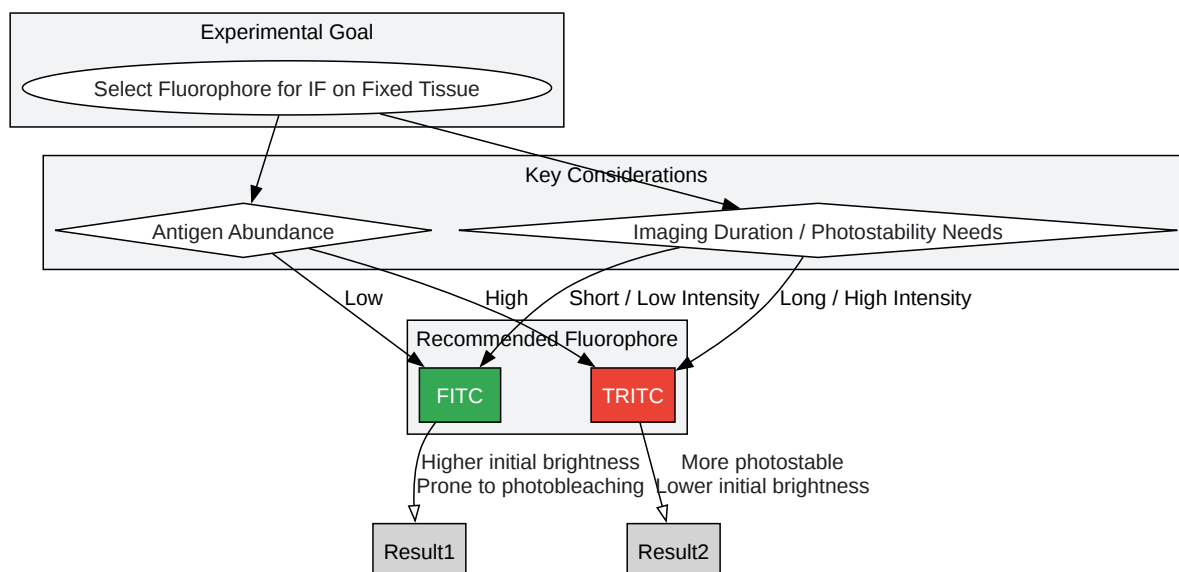 Experimental Goal
Select Fluorophore for IF on Fixed Tissue
Key Considerations
Antigen Abundance
Imaging Duration / Photostability Needs
Low
High
Short / Low Intensity
Long / High Intensity
Recommended Fluorophore
FITC
TRITC
Higher initial brightness
Prone to photobleaching
More photostable
Lower initial brightness
Result1
Result2